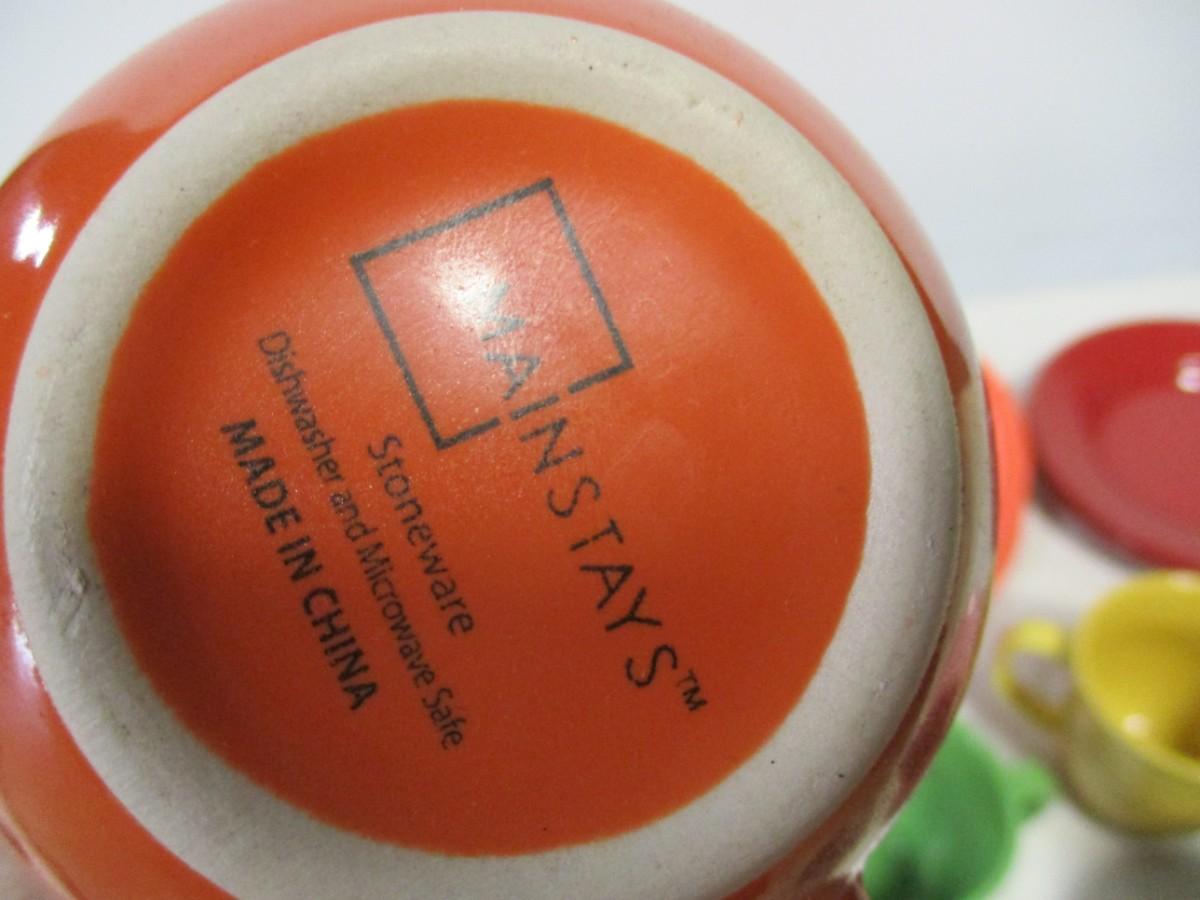 MAINSTAYS™
Stoneware
Dishwasher and Microwave Safe
MADE IN CHINA